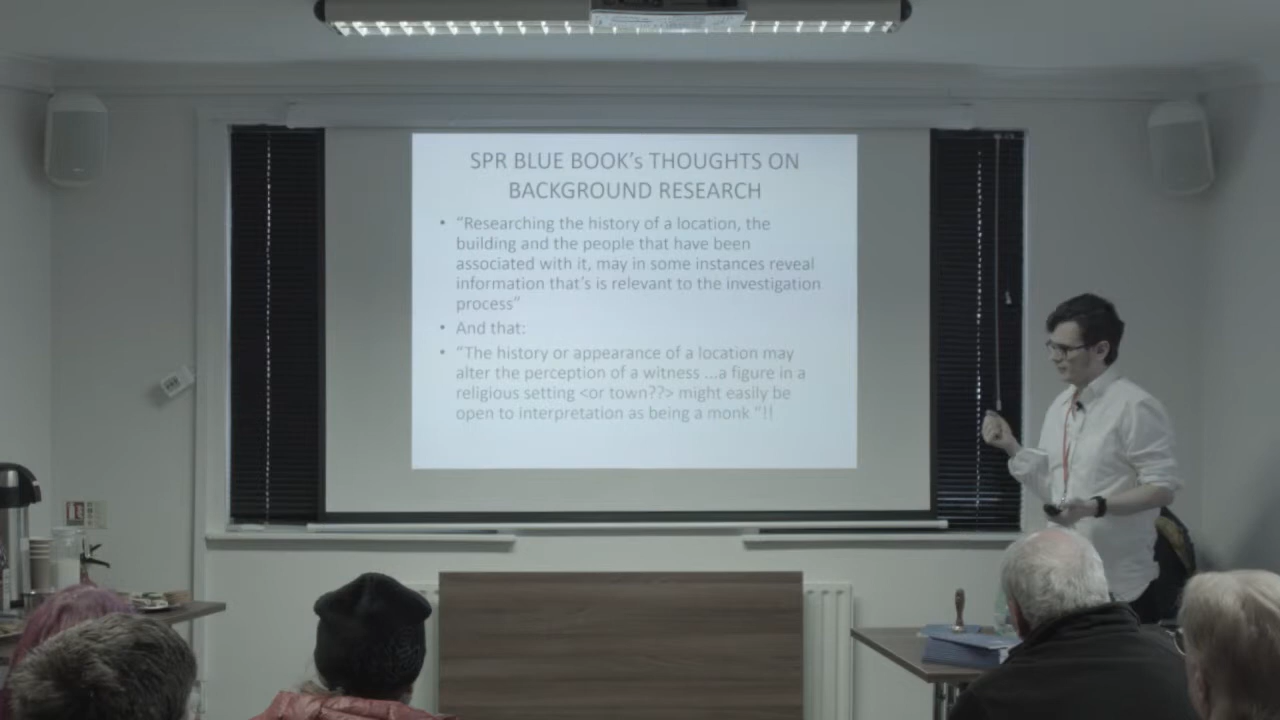 SPR BLUE BOOK's THOUGHTS ON
BACKGROUND RESEARCH
• “Researching the history of a location, the
building and the people that have been
associated with it, may in some instances reveal
information that’s is relevant to the investigation
process”
• And that:
• “The history or appearance of a location may
alter the perception of a witness ...a figure in a
religious setting <or town??> might easily be
open to interpretation as being a monk ”!!